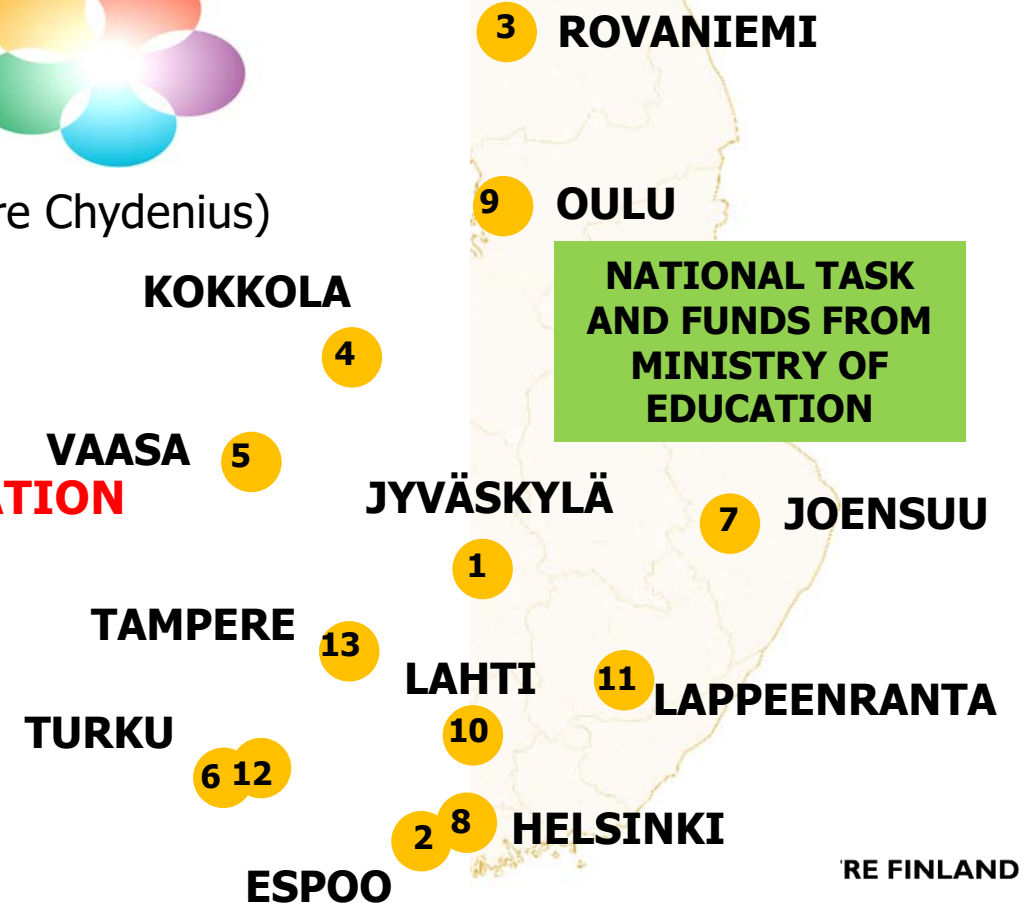 3 ROVANIEMI
re Chydenius)
9 OULU
KOKKOLA
NATIONAL TASK
AND FUNDS FROM
MINISTRY OF
EDUCATION
4
VAASA 5
ATION
JYVÄSKYLÄ
7 JOENSUU
1
TAMPERE 13
LAHTI
11 LAPPEENRANTA
TURKU
10
6 12
2 8 HELSINKI
ESPOO
RE FINLAND